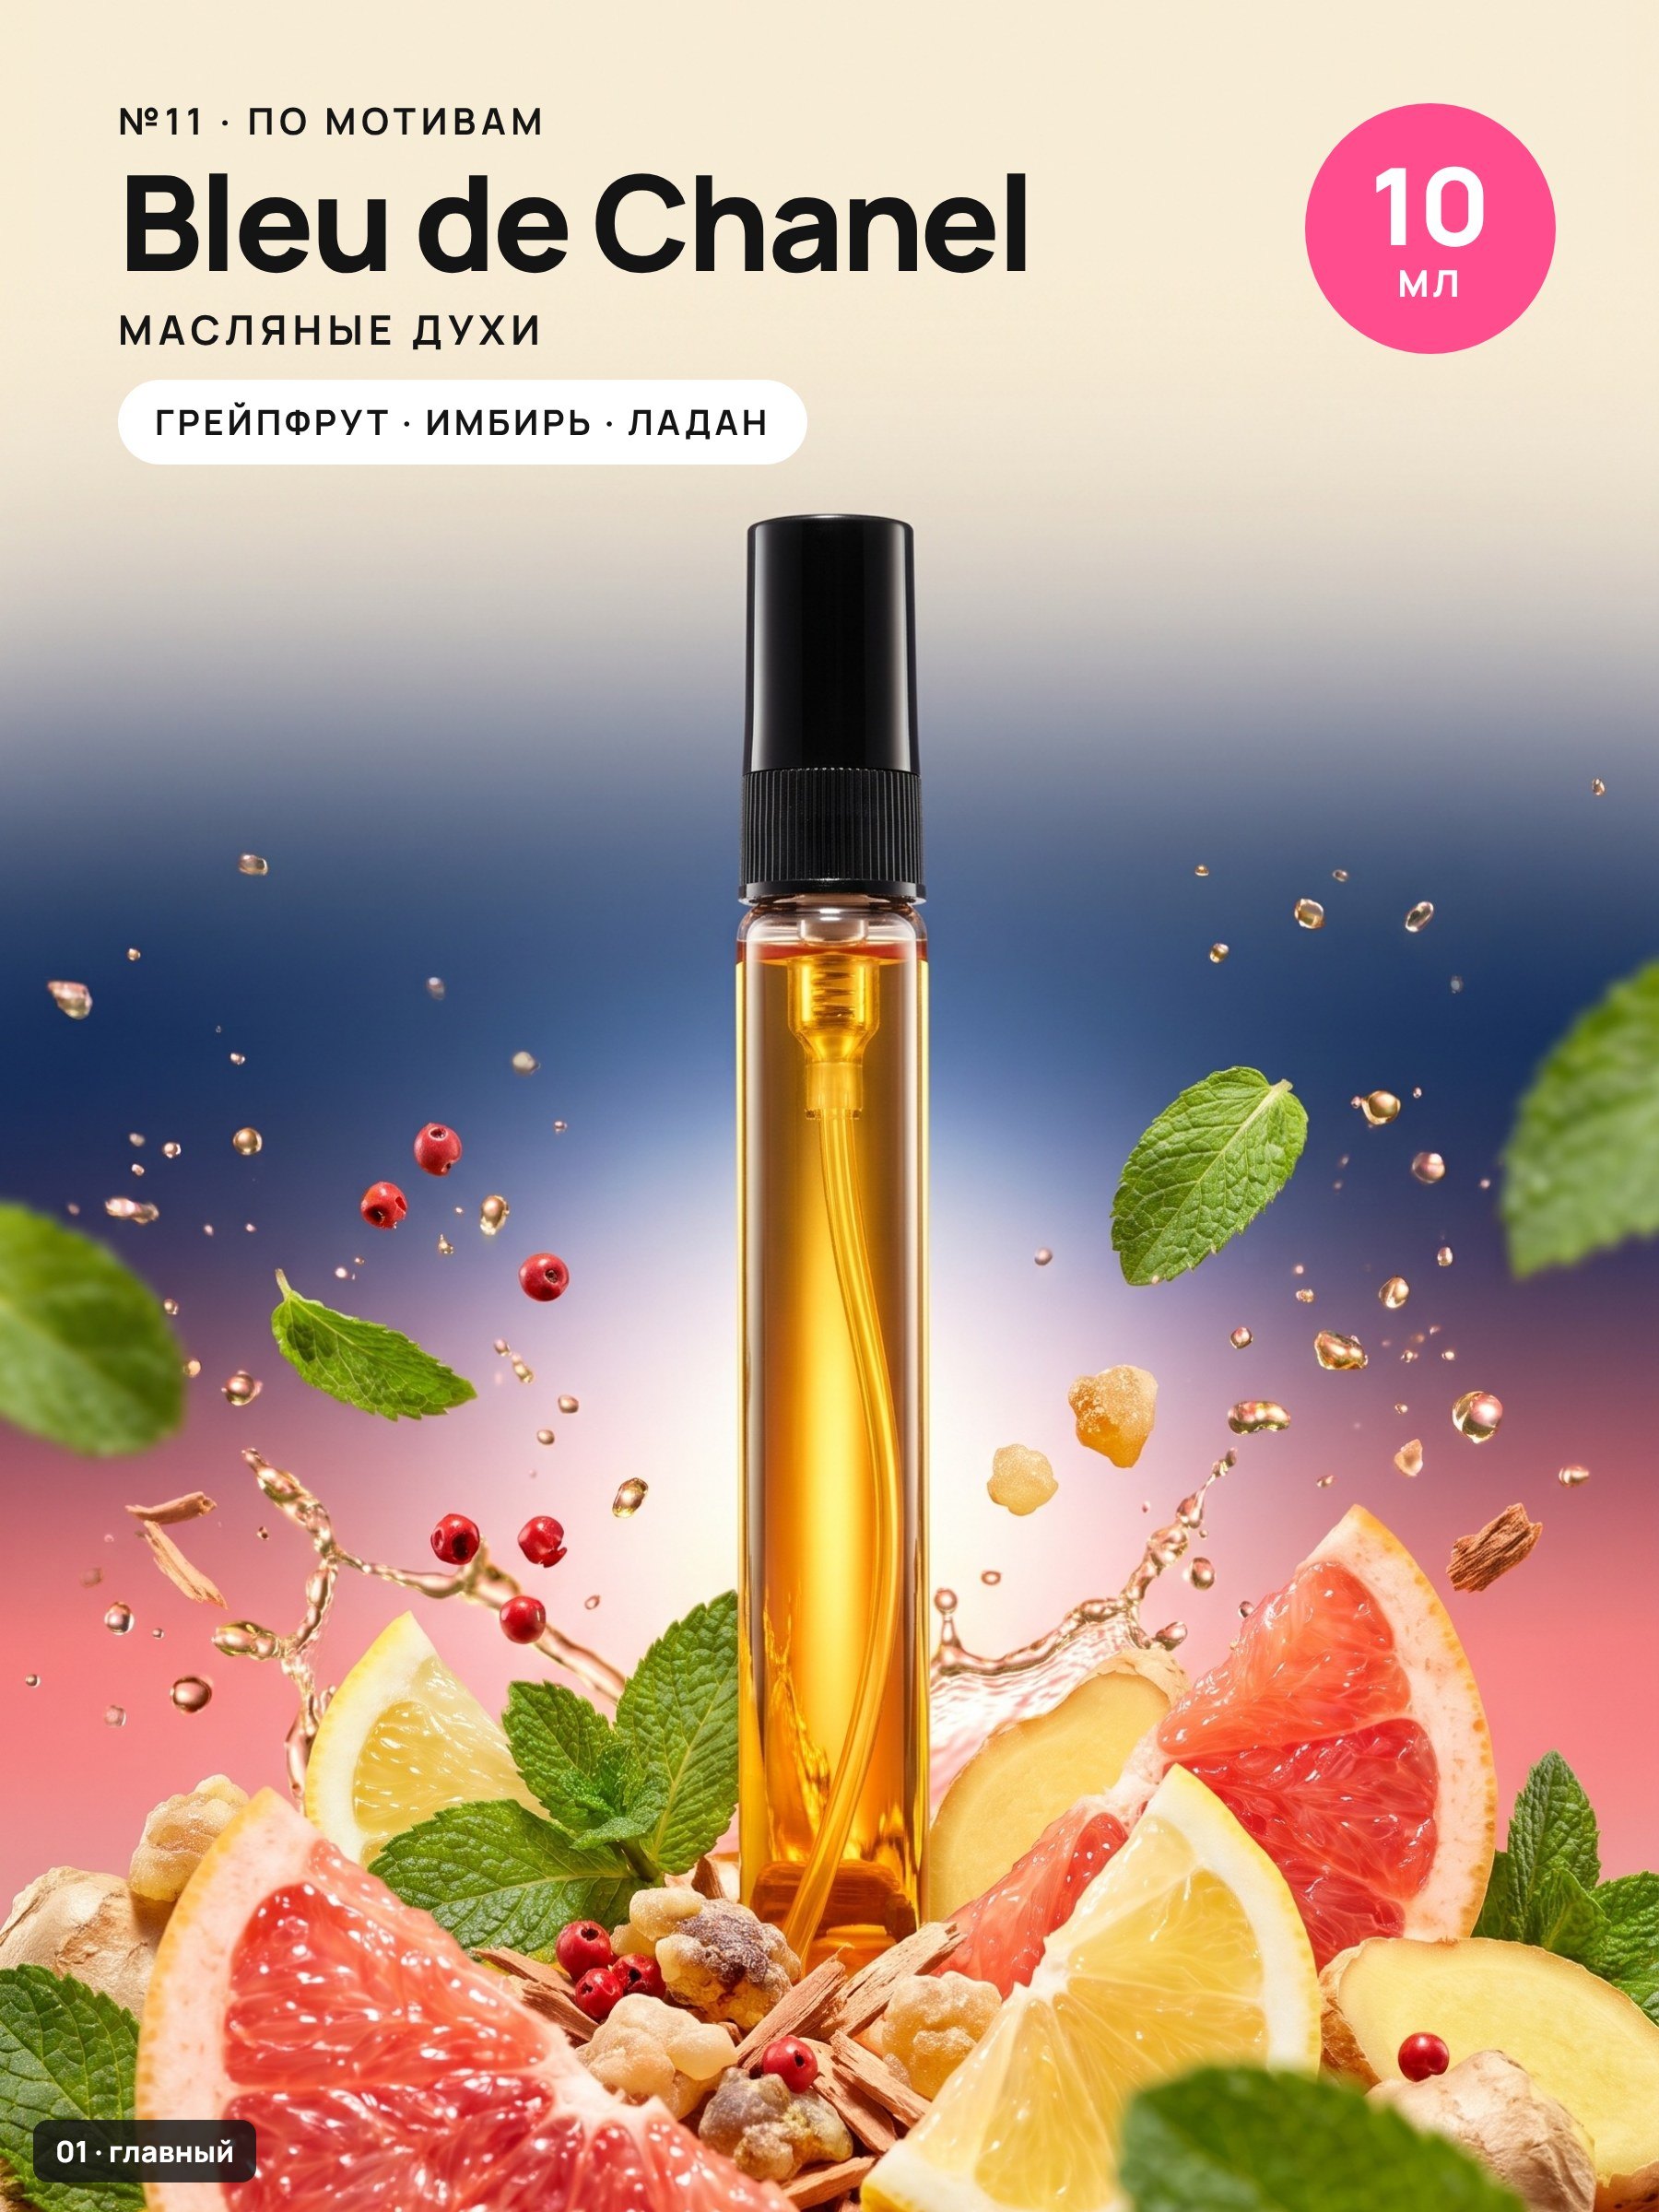 №11 · ПО МОТИВАМ
Bleu de Chanel
МАСЛЯНЫЕ ДУХИ
ГРЕЙПФРУТ · ИМБИРЬ · ЛАДАН
10
МЛ
01 · главный